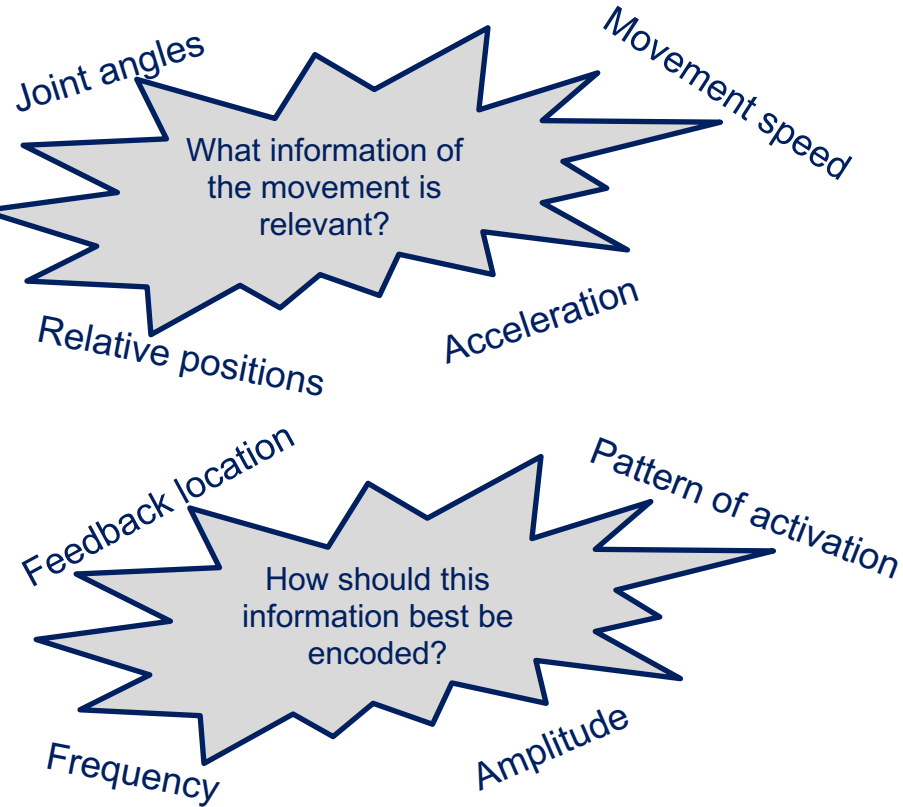 Joint angles
Movement speed
What information of
the movement is
relevant?
Relative positions
Acceleration
Feedback location
Pattern of activation
How should this
information best be
encoded?
Frequency
Amplitude